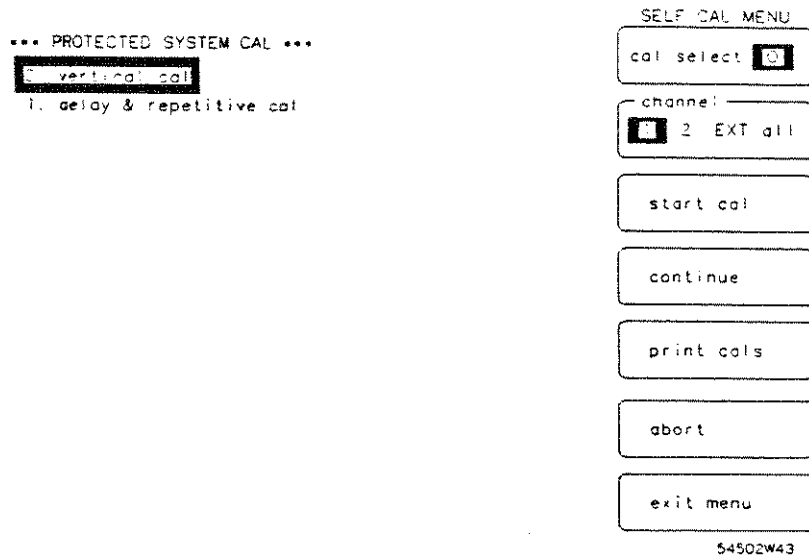 *** PROTECTED SYSTEM CAL ***
0. vertical cal
1. delay & repetitive cal
SELF CAL MENU
cal select 0
channel
1 2 EXT all
start cal
continue
print cals
abort
exit menu
54502W43